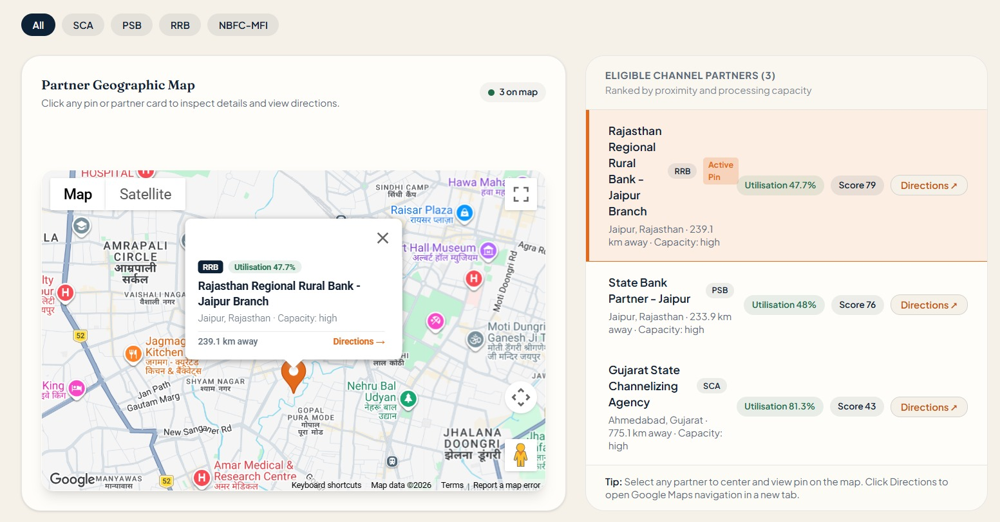 All
SCA
PSB
RRB
NBFC-MFI
Partner Geographic Map
Click any pin or partner card to inspect details and view directions.
3 on map
HOSPITAL
Map
Satellite
SINDHI CAMP
सिंधी कैंप
Hawa Maha
हवा मह
Raisar Plaza
रायसर प्लाज़ा
LA
AMRAPALI
CIRCLE
आम्रपाली
सर्कल
t Hall Museum
अल्बर्ट हॉल म्युजियम
Agra Ro
Moti Doongri Rd
VAISHALI NAGA
वैशाली नगर
RRB
Utilisation 47.7%
Rajasthan Regional Rural Bank -
Jaipur Branch
Jaipur, Rajasthan · Capacity: high
239.1 km away
Directions →
52
Jagmag
Kitchen
जगमग - क्यूरेटेड
किचन & बैंक्वेट्स
Moti Dungri
Ganesh Ji T
मोती डूंगरी श्रीगणे
जी मन्दिर जयपुर
HI
लाल कोठी
King
SHYAM NAGAR
श्याम नगर
Jan Path
Gautam Marg
Nehru Bal
Udyan
नेहरू बाल
उद्यान
JAW
GOPAL
PURA MODE
गोपाल
पूरा मोड
New Sanganer Rd
JHALANA
DOONGRI
झेलना डूंगरी
Jha
Amar Medical &
Research Centre
अमर मेडिकल
52
Google
MANYAWAS
मान्यावास
Keyboard shortcuts
Map data ©2026
Terms
Report a map error
ELIGIBLE CHANNEL PARTNERS (3)
Ranked by proximity and processing capacity
Rajasthan
Regional
Rural
Bank -
Jaipur
Branch
RRB
Active
Pin
Jaipur, Rajasthan · 239.1
km away · Capacity: high
Utilisation 47.7%
Score 79
Directions ↗
State Bank
Partner - Jaipur
PSB
Jaipur, Rajasthan · 233.9 km
away · Capacity: high
Utilisation 48%
Score 76
Directions ↗
Gujarat State
Channelizing
Agency
SCA
Ahmedabad, Gujarat ·
775.1 km away · Capacity:
high
Utilisation 81.3%
Score 43
Directions ↗
Tip: Select any partner to center and view pin on the map. Click Directions to
open Google Maps navigation in a new tab.